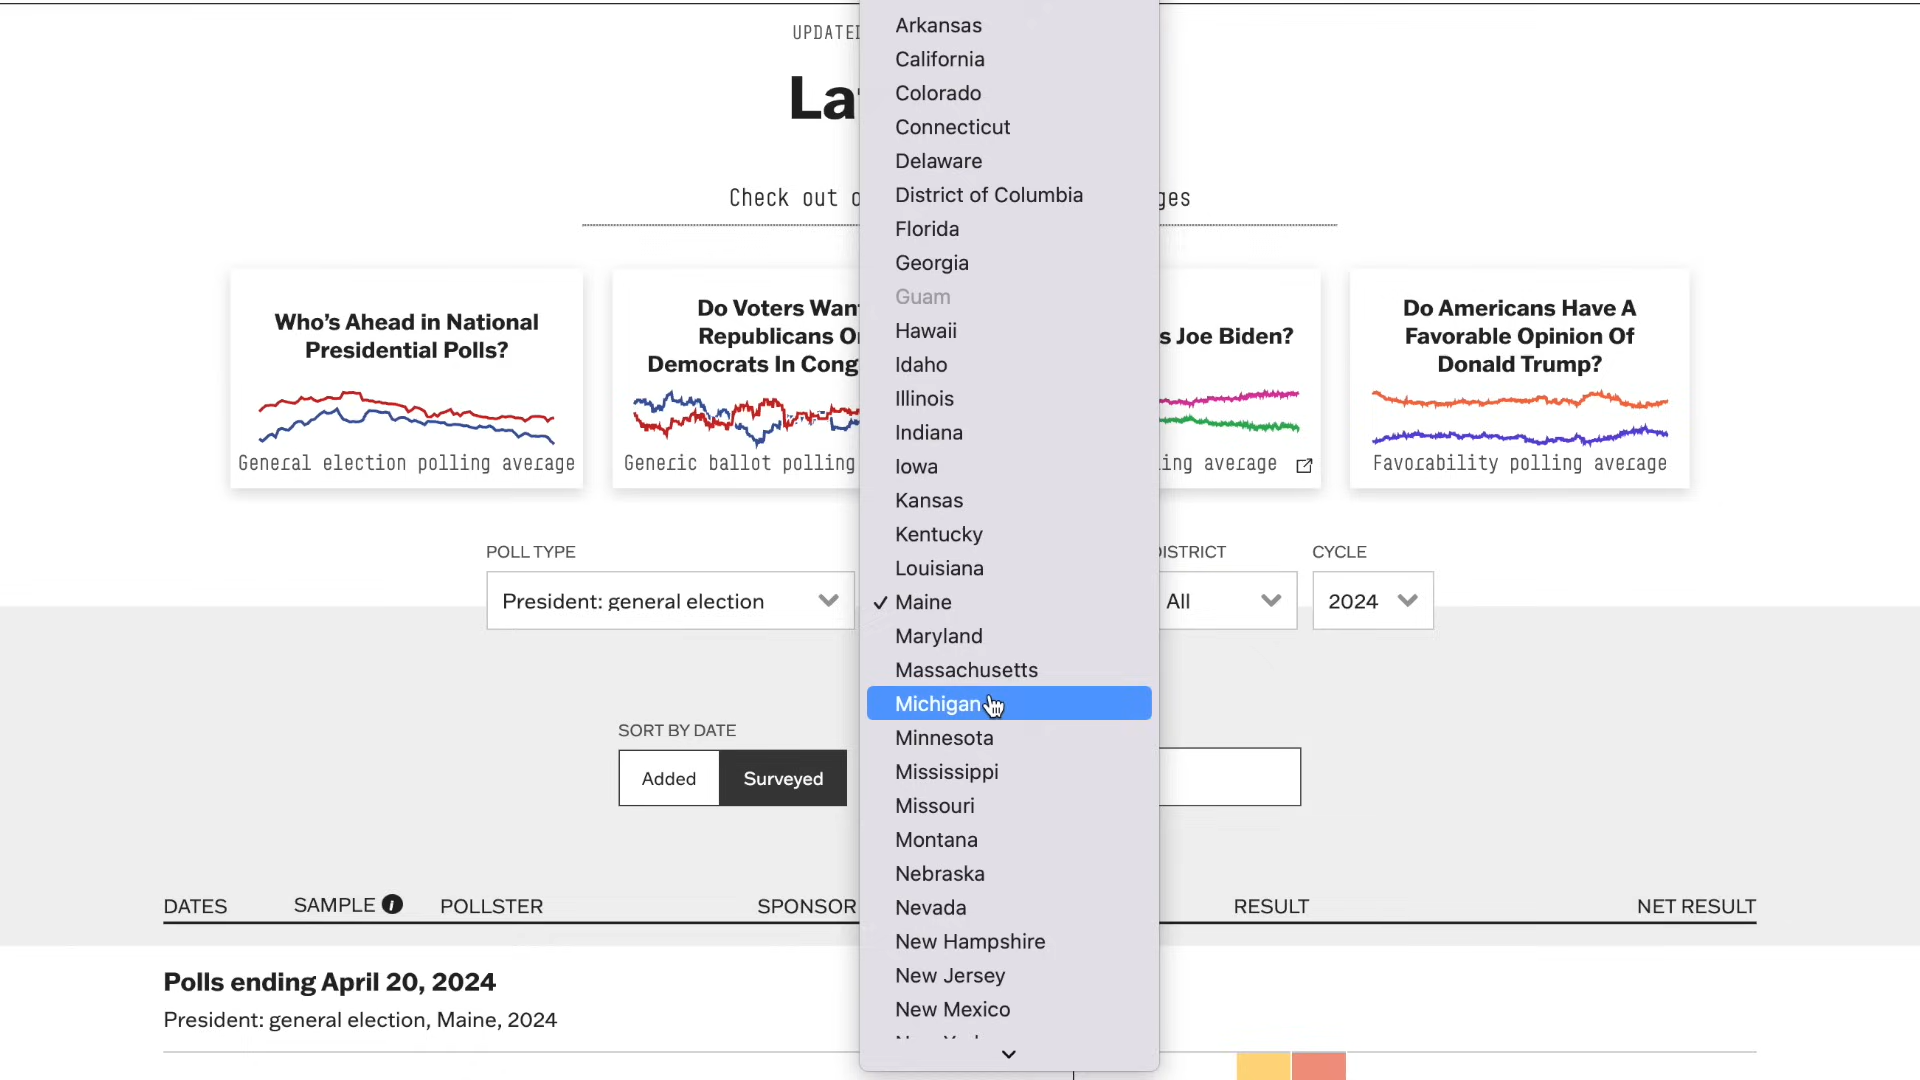 UPDATED
La
Check out o
ges
Who's Ahead in National
Presidential Polls?
General election polling average
Do Voters Wan
Republicans O
Democrats In Cong
Generic ballot polling
s Joe Biden?
ing average
Do Americans Have A
Favorable Opinion Of
Donald Trump?
Favorability polling average
Arkansas
California
Colorado
Connecticut
Delaware
District of Columbia
Florida
Georgia
Guam
Hawaii
Idaho
Illinois
Indiana
Iowa
Kansas
Kentucky
Louisiana
✓ Maine
Maryland
Massachusetts
Michigan
Minnesota
Mississippi
Missouri
Montana
Nebraska
Nevada
New Hampshire
New Jersey
New Mexico
POLL TYPE
President: general election
DISTRICT
All
CYCLE
2024
SORT BY DATE
Added
Surveyed
DATES SAMPLE i POLLSTER SPONSOR RESULT NET RESULT
Polls ending April 20, 2024
President: general election, Maine, 2024